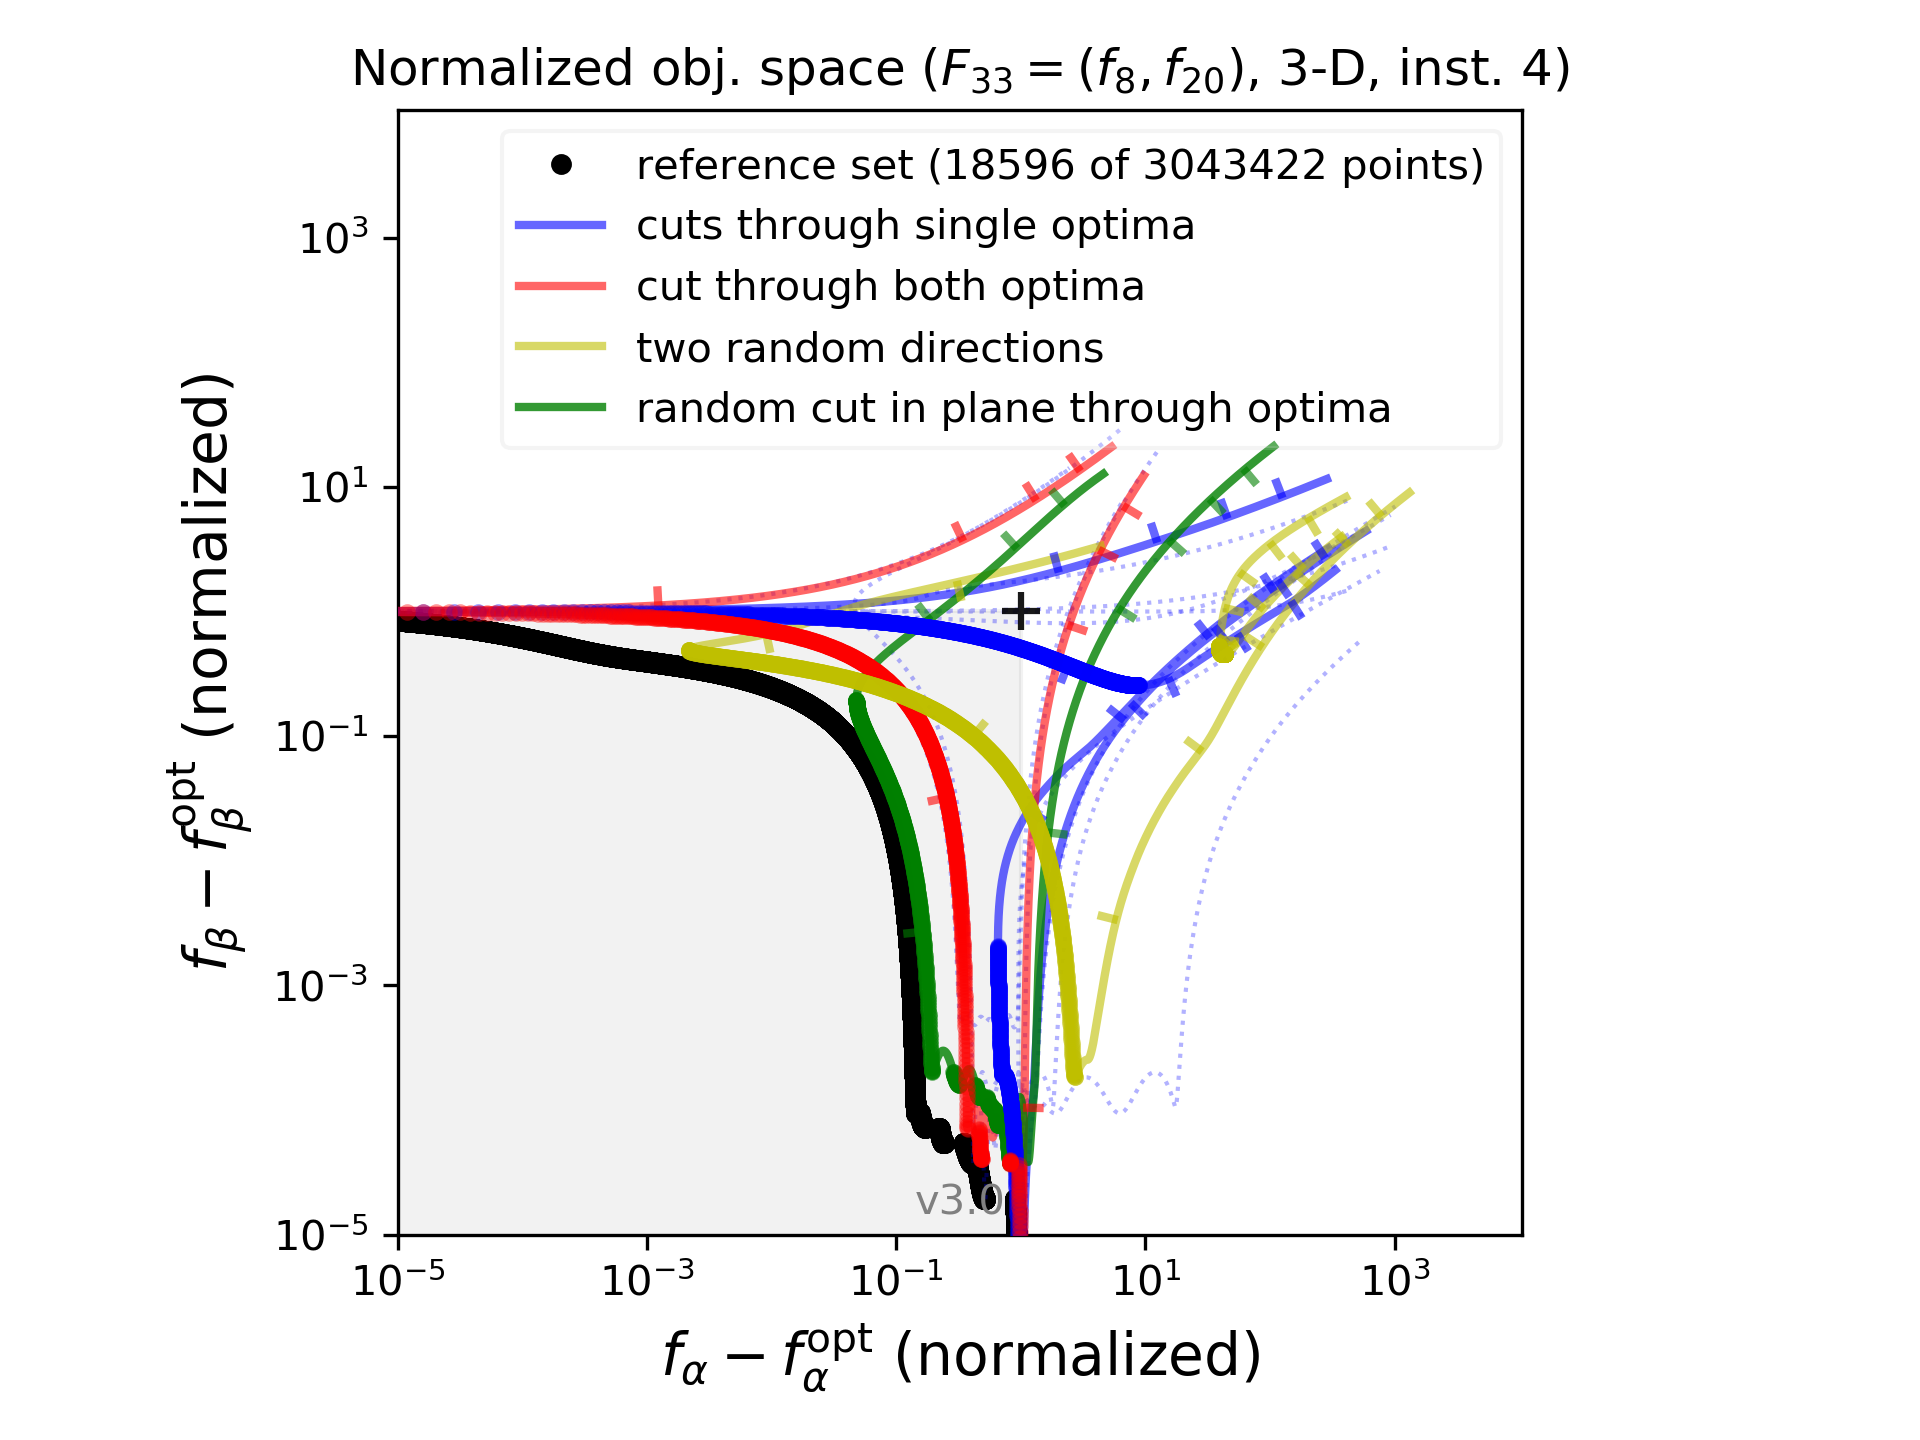 Normalized obj. space (F₃₃ = (f₈, f₂₀), 3-D, inst. 4)
reference set (18596 of 3043422 points)
cuts through single optima
cut through both optima
two random directions
random cut in plane through optima
10³
10¹
10⁻¹
10⁻³
10⁻⁵
f_β − f_β^opt (normalized)
v3.0
10⁻⁵ 10⁻³ 10⁻¹ 10¹ 10³
f_α − f_α^opt (normalized)